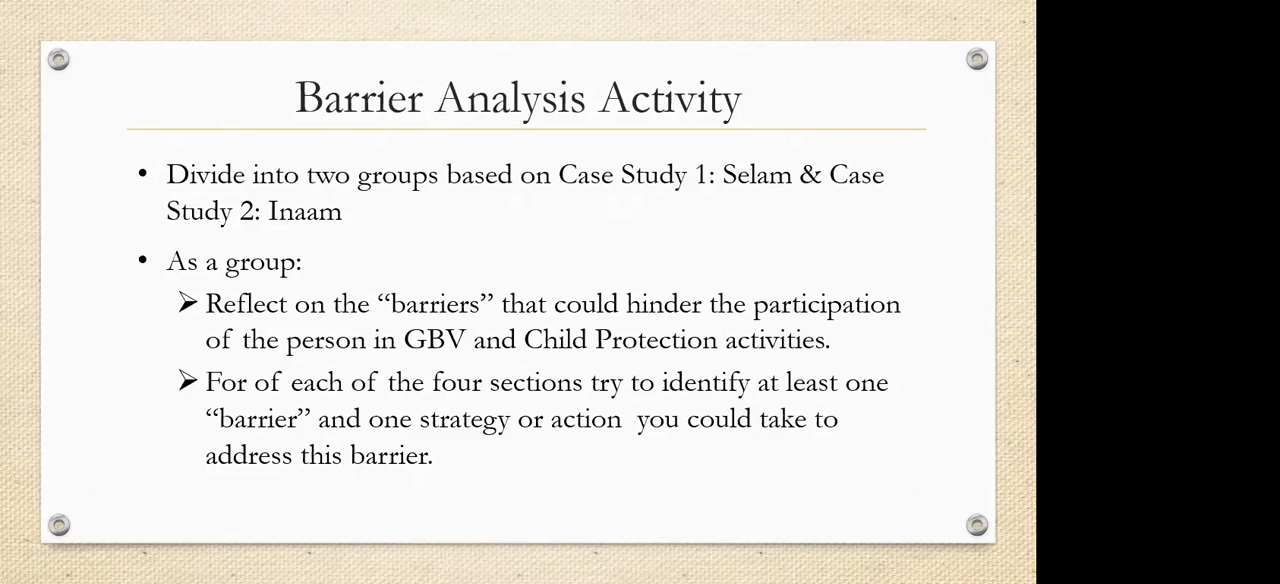 Barrier Analysis Activity
• Divide into two groups based on Case Study 1: Selam & Case
Study 2: Inaam
• As a group:
➢ Reflect on the “barriers” that could hinder the participation
of the person in GBV and Child Protection activities.
➢ For of each of the four sections try to identify at least one
“barrier” and one strategy or action  you could take to
address this barrier.